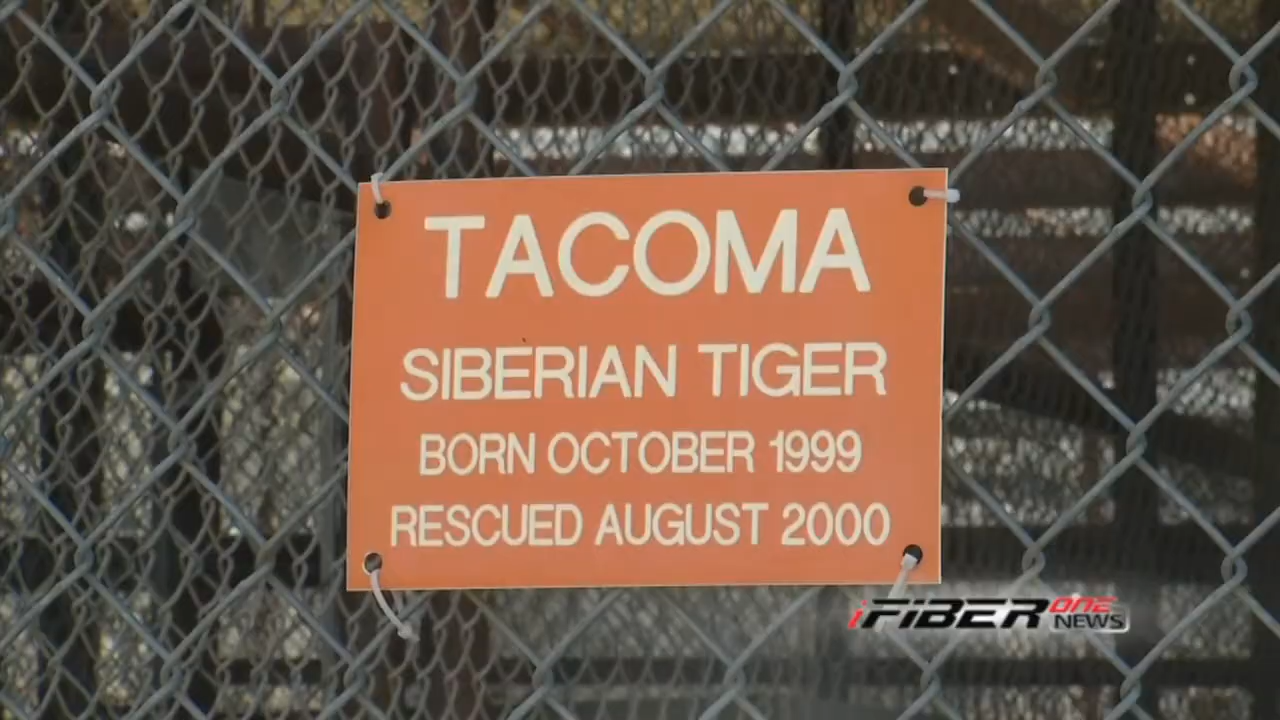 TACOMA
SIBERIAN TIGER
BORN OCTOBER 1999
RESCUED AUGUST 2000
iFIBER ONE NEWS